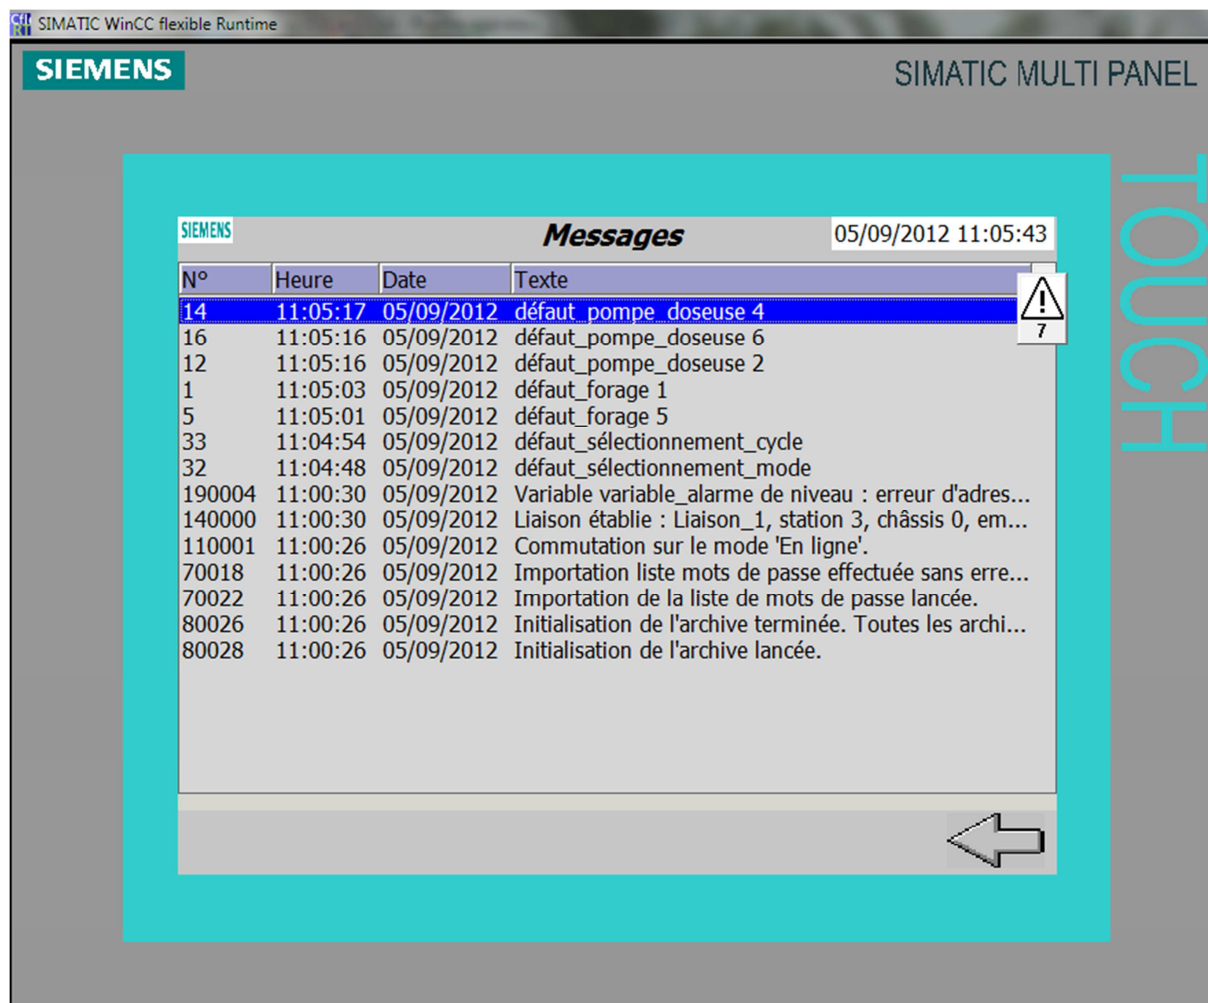 SIMATIC WinCC flexible Runtime
SIEMENS
SIMATIC MULTI PANEL
TOUCH
SIEMENS
Messages
05/09/2012 11:05:43
N° Heure Date Texte
14 11:05:17 05/09/2012 défaut_pompe_doseuse 4
7
16 11:05:16 05/09/2012 défaut_pompe_doseuse 6
12 11:05:16 05/09/2012 défaut_pompe_doseuse 2
1 11:05:03 05/09/2012 défaut_forage 1
5 11:05:01 05/09/2012 défaut_forage 5
33 11:04:54 05/09/2012 défaut_sélectionnement_cycle
32 11:04:48 05/09/2012 défaut_sélectionnement_mode
190004 11:00:30 05/09/2012 Variable variable_alarme de niveau : erreur d'adres...
140000 11:00:30 05/09/2012 Liaison établie : Liaison_1, station 3, châssis 0, em...
110001 11:00:26 05/09/2012 Commutation sur le mode 'En ligne'.
70018 11:00:26 05/09/2012 Importation liste mots de passe effectuée sans erre...
70022 11:00:26 05/09/2012 Importation de la liste de mots de passe lancée.
80026 11:00:26 05/09/2012 Initialisation de l'archive terminée. Toutes les archi...
80028 11:00:26 05/09/2012 Initialisation de l'archive lancée.